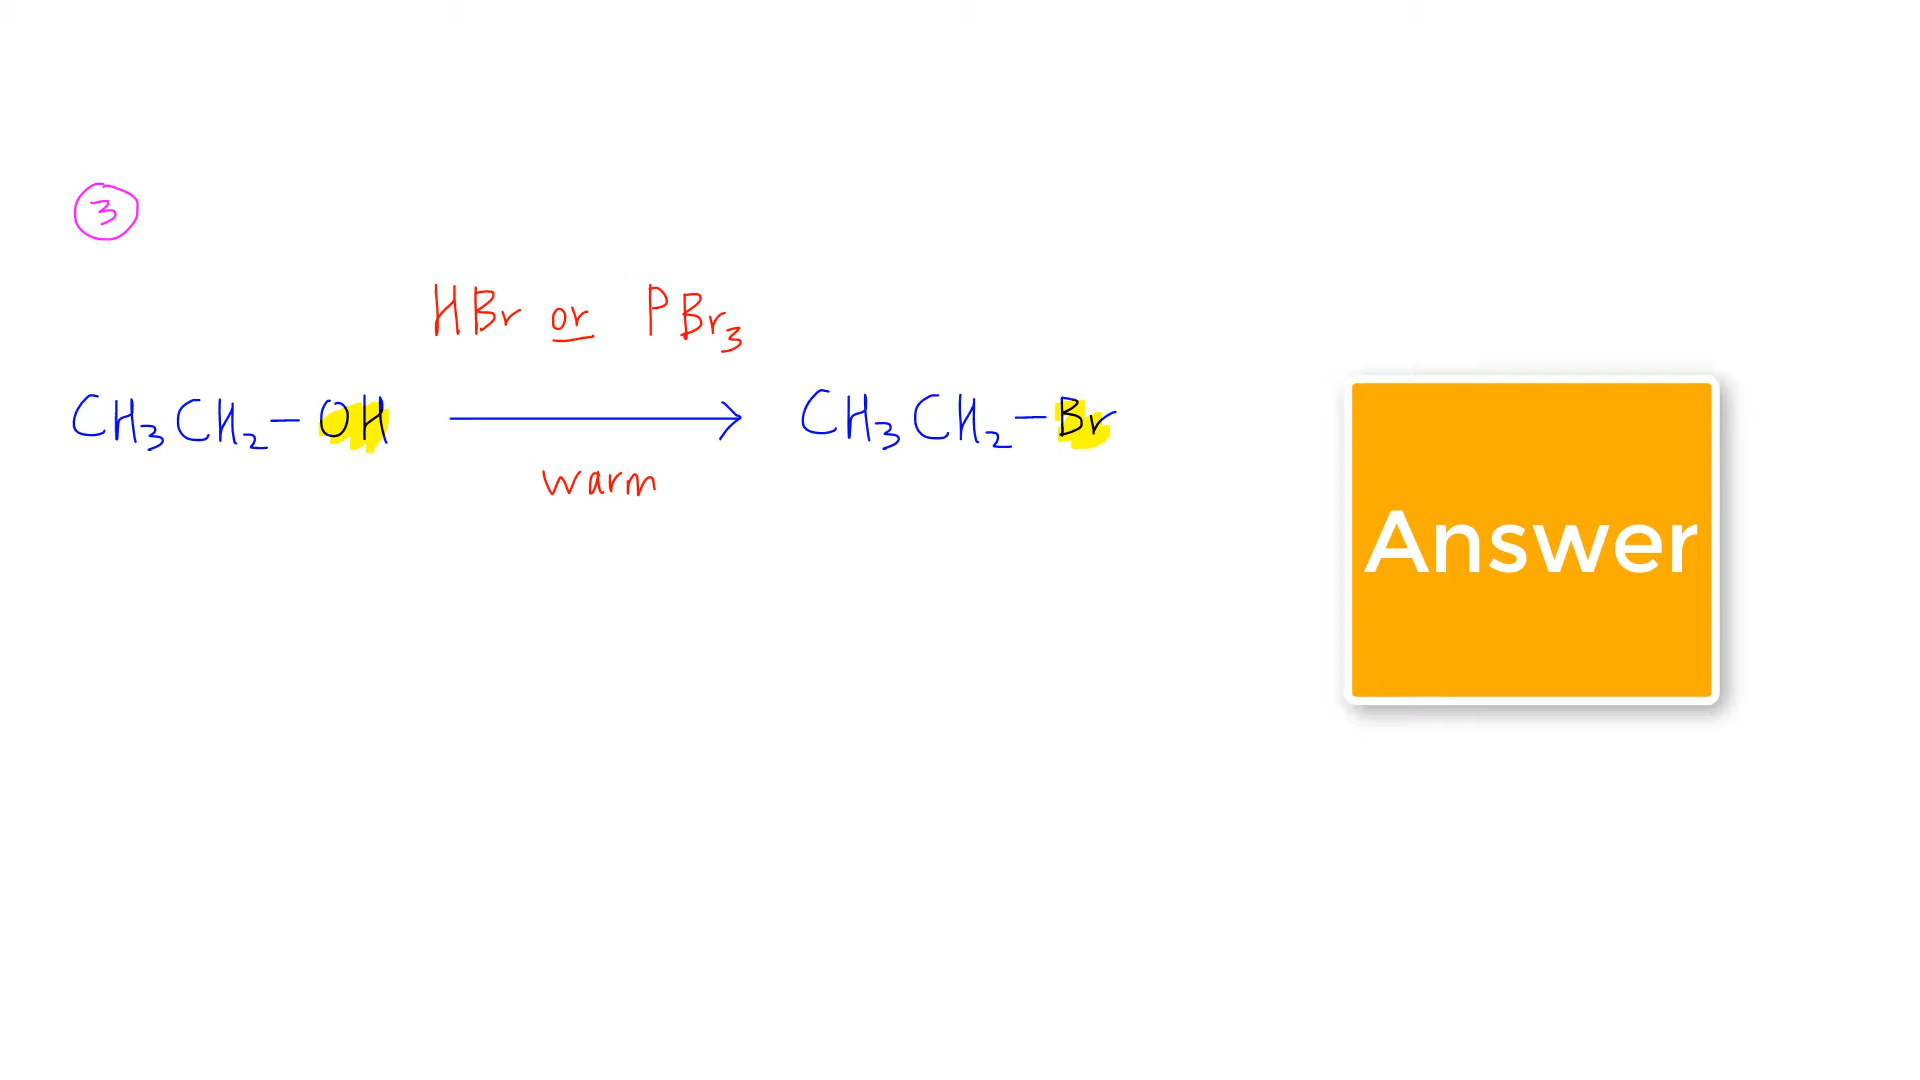 3
HBr or PBr₃
CH₃CH₂-OH → CH₃CH₂-Br
warm
Answer